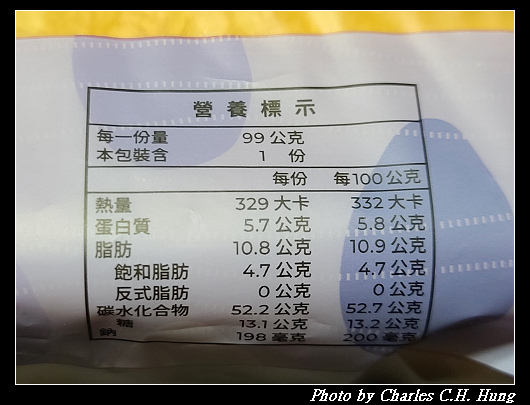 營養標示
每一份量 99 公克
本包裝含 1 份
每份 每100公克
熱量 329 大卡 332 大卡
蛋白質 5.7 公克 5.8 公克
脂肪 10.8 公克 10.9 公克
飽和脂肪 4.7 公克 4.7 公克
反式脂肪 0 公克 0 公克
碳水化合物 52.2 公克 52.7 公克
糖 13.1 公克 13.2 公克
鈉 198 毫克 200 毫克
Photo by Charles C.H. Hung